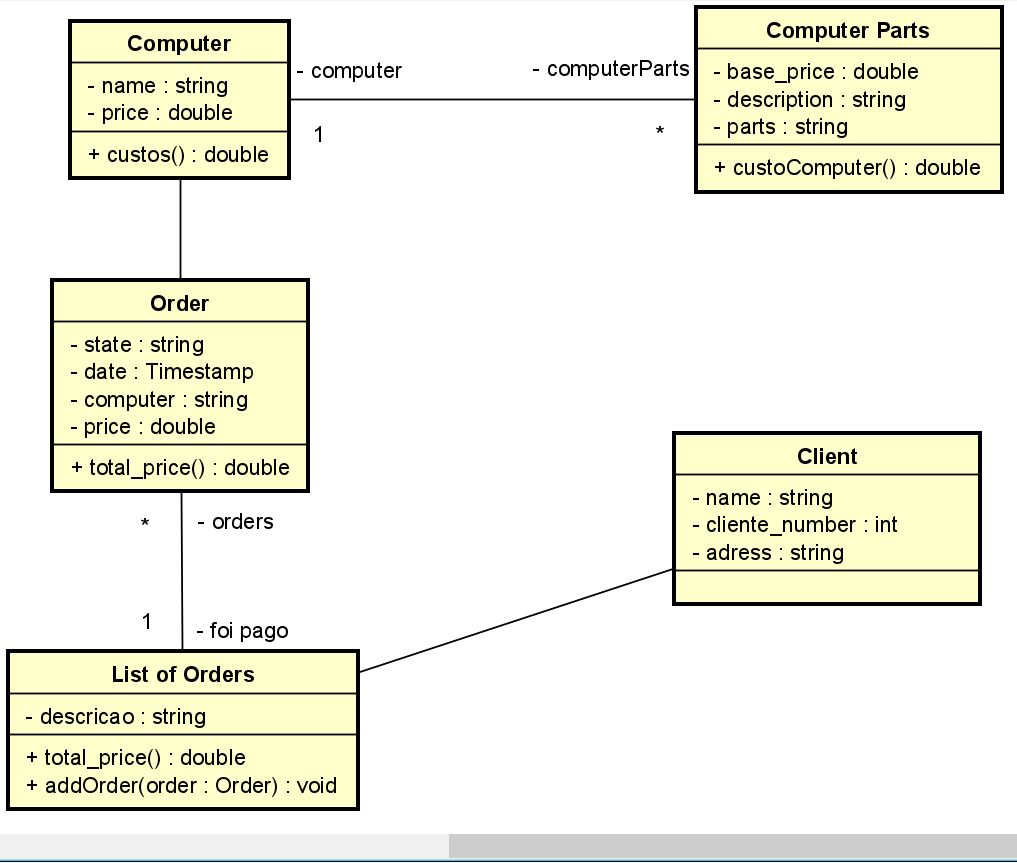 Computer
- name : string
- price : double
+ custos() : double
- computer
1
- computerParts
*
Computer Parts
- base_price : double
- description : string
- parts : string
+ custoComputer() : double
Order
- state : string
- date : Timestamp
- computer : string
- price : double
+ total_price() : double
*
- orders
1
- foi pago
List of Orders
- descricao : string
+ total_price() : double
+ addOrder(order : Order) : void
Client
- name : string
- cliente_number : int
- adress : string